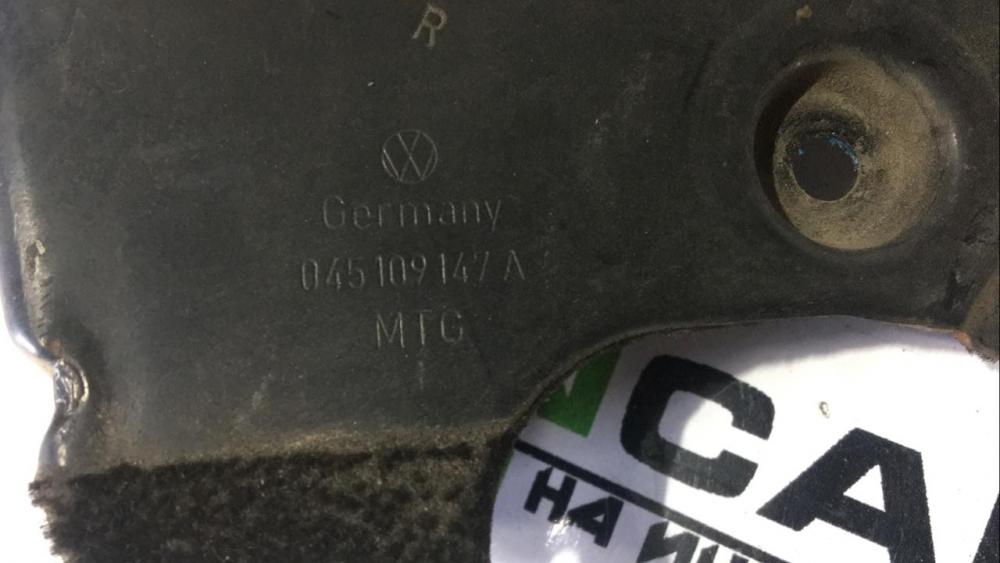 R
Germany
045 109 147 A
MTG
CA
НА